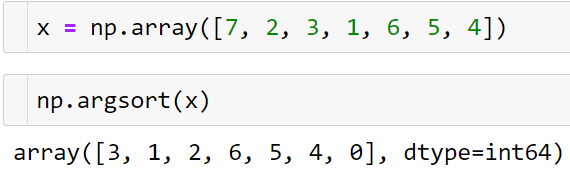 x = np.array([7, 2, 3, 1, 6, 5, 4])
np.argsort(x)
array([3, 1, 2, 6, 5, 4, 0], dtype=int64)